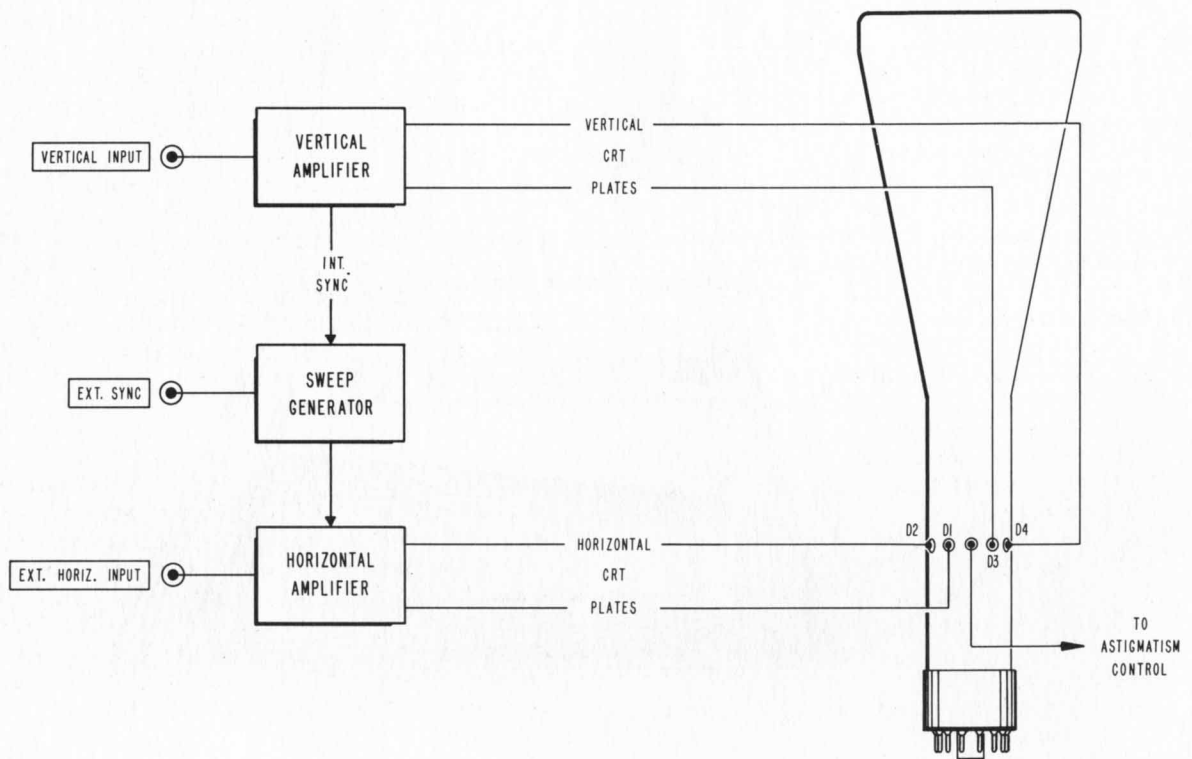 VERTICAL INPUT
VERTICAL
AMPLIFIER
VERTICAL
CRT
PLATES
INT.
SYNC
EXT. SYNC
SWEEP
GENERATOR
EXT. HORIZ. INPUT
HORIZONTAL
AMPLIFIER
HORIZONTAL
CRT
PLATES
D2
D1
D3
D4
TO
ASTIGMATISM
CONTROL